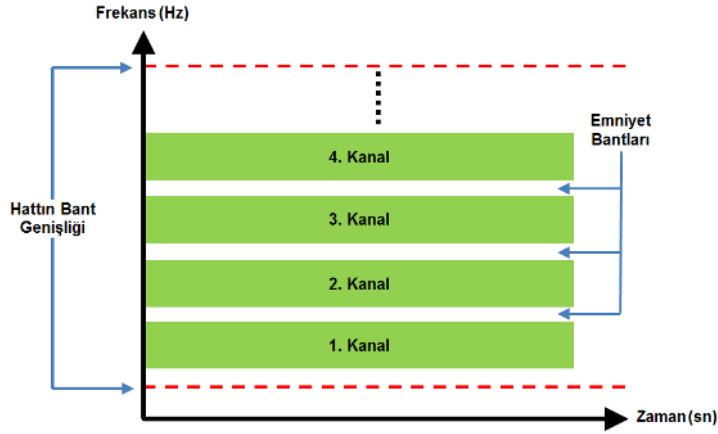 Frekans (Hz)
4. Kanal
3. Kanal
2. Kanal
1. Kanal
Emniyet
Bantları
Hattın Bant
Genişliği
Zaman (sn)